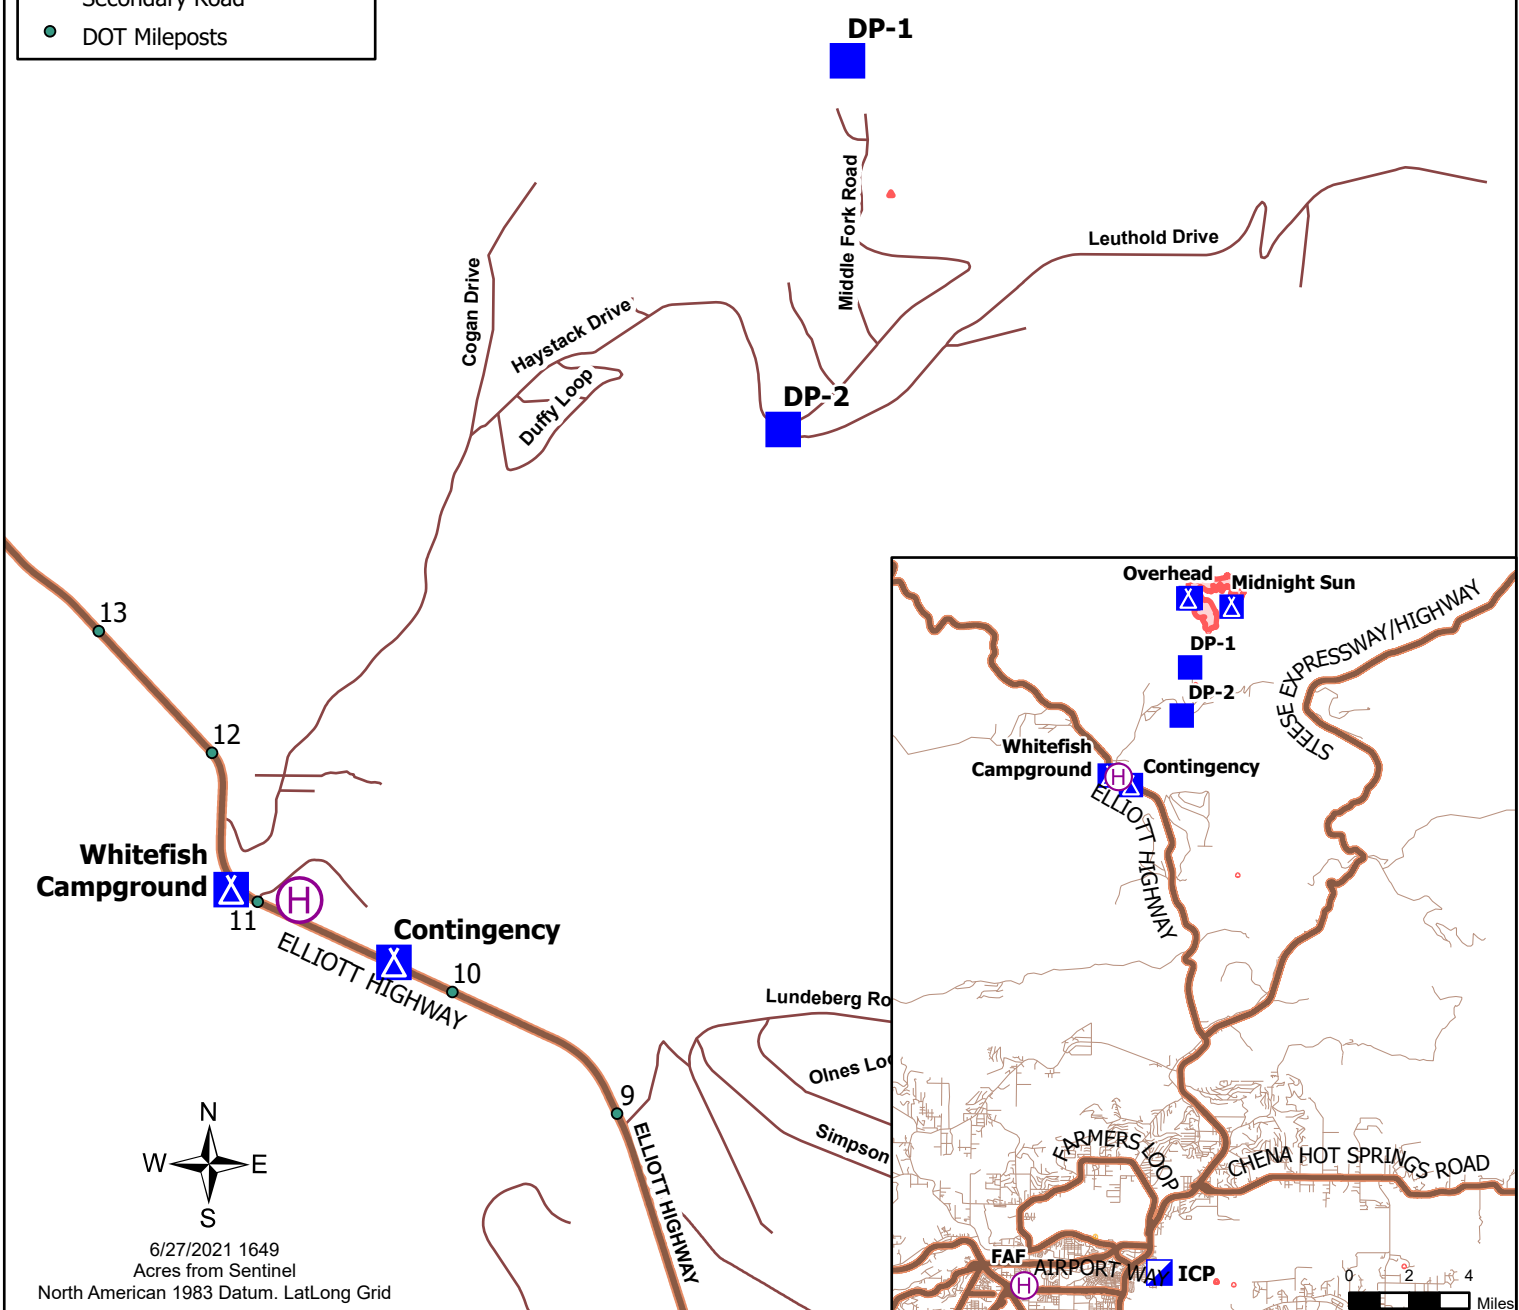 Secondary Road
DOT Mileposts
DP-1
Middle Fork Road
Leuthold Drive
Cogan Drive
Haystack Drive
Duffy Loop
DP-2
13
12
Whitefish
Campground
11
H
Contingency
10
ELLIOTT HIGHWAY
9
ELLIOTT HIGHWAY
Lundeberg Ro
Olnes Loo
Simpson
N
W
E
S
6/27/2021 1649
Acres from Sentinel
North American 1983 Datum. LatLong Grid
Overhead
Midnight Sun
DP-1
DP-2
STEESE EXPRESSWAY/HIGHWAY
Whitefish
Campground
H
Contingency
ELLIOTT HIGHWAY
FARMERS LOOP
CHENA HOT SPRINGS ROAD
FAF
H
AIRPORT WAY
ICP
0 2 4
Miles